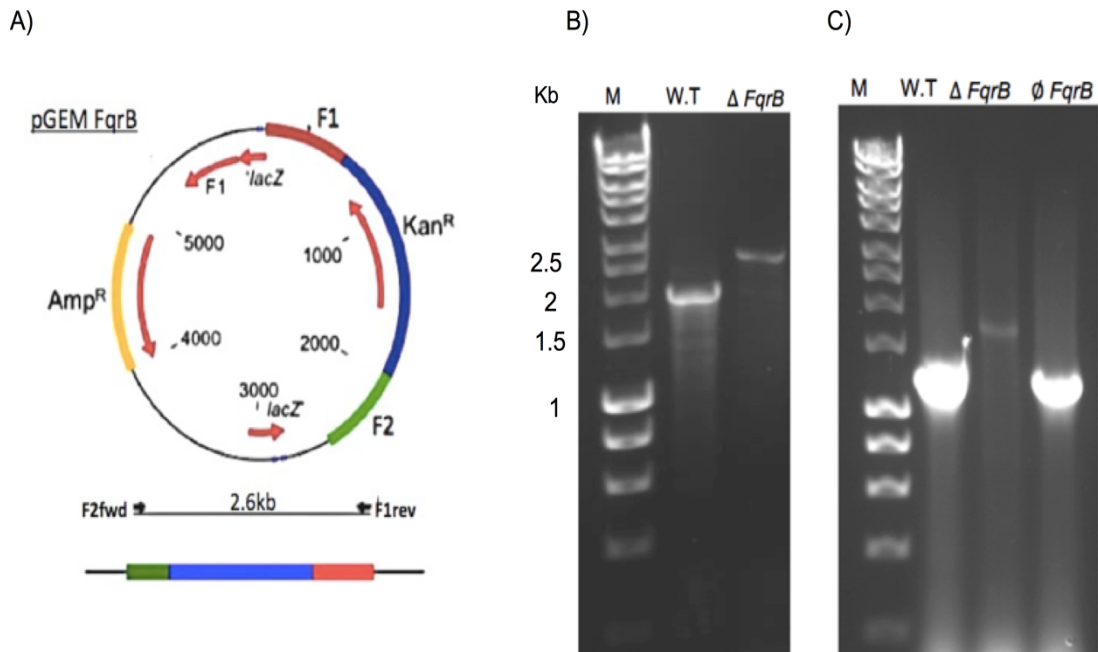 A)
B)
C)
pGEM FqrB
F1
F1
*lacZ
Kan^R
5000
1000
Amp^R
4000
2000
3000
lacZ
F2
F2fwd
2.6kb
F1rev
Kb
M
W.T
Δ FqrB
2.5
2
1.5
1
M
W.T
Δ FqrB
ø FqrB